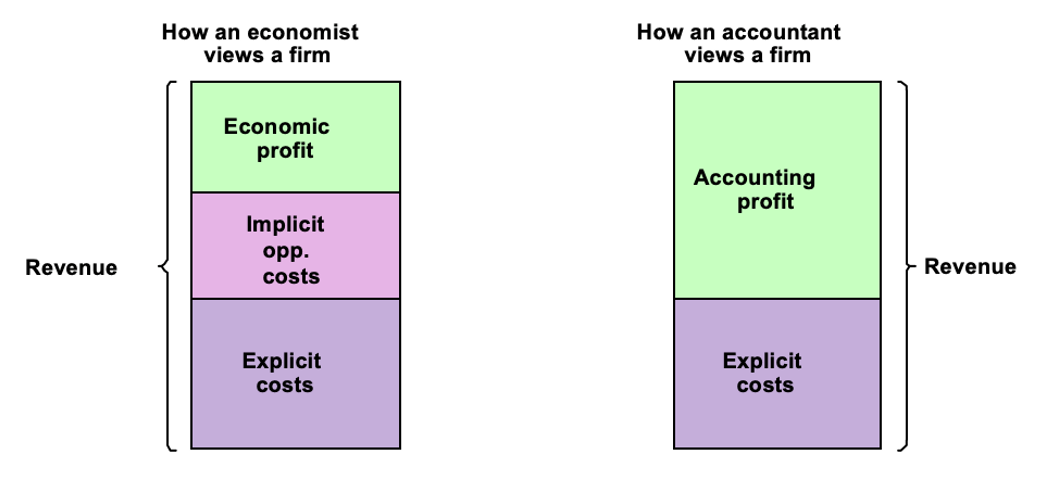 How an economist
views a firm
Economic
profit
Implicit
opp.
costs
Revenue
Explicit
costs
How an accountant
views a firm
Accounting
profit
Revenue
Explicit
costs